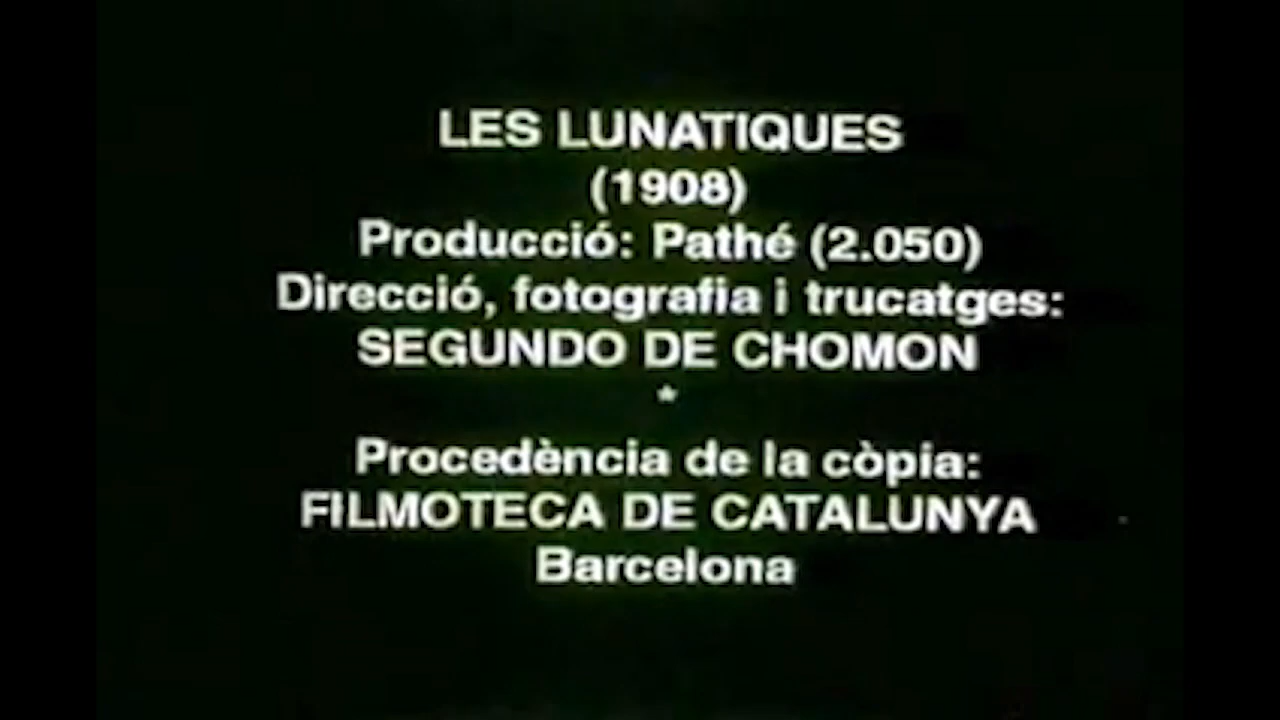 LES LUNATIQUES
(1908)
Producció: Pathé (2.050)
Direcció, fotografia i trucatges:
SEGUNDO DE CHOMON
*
Procedència de la còpia:
FILMOTECA DE CATALUNYA
Barcelona